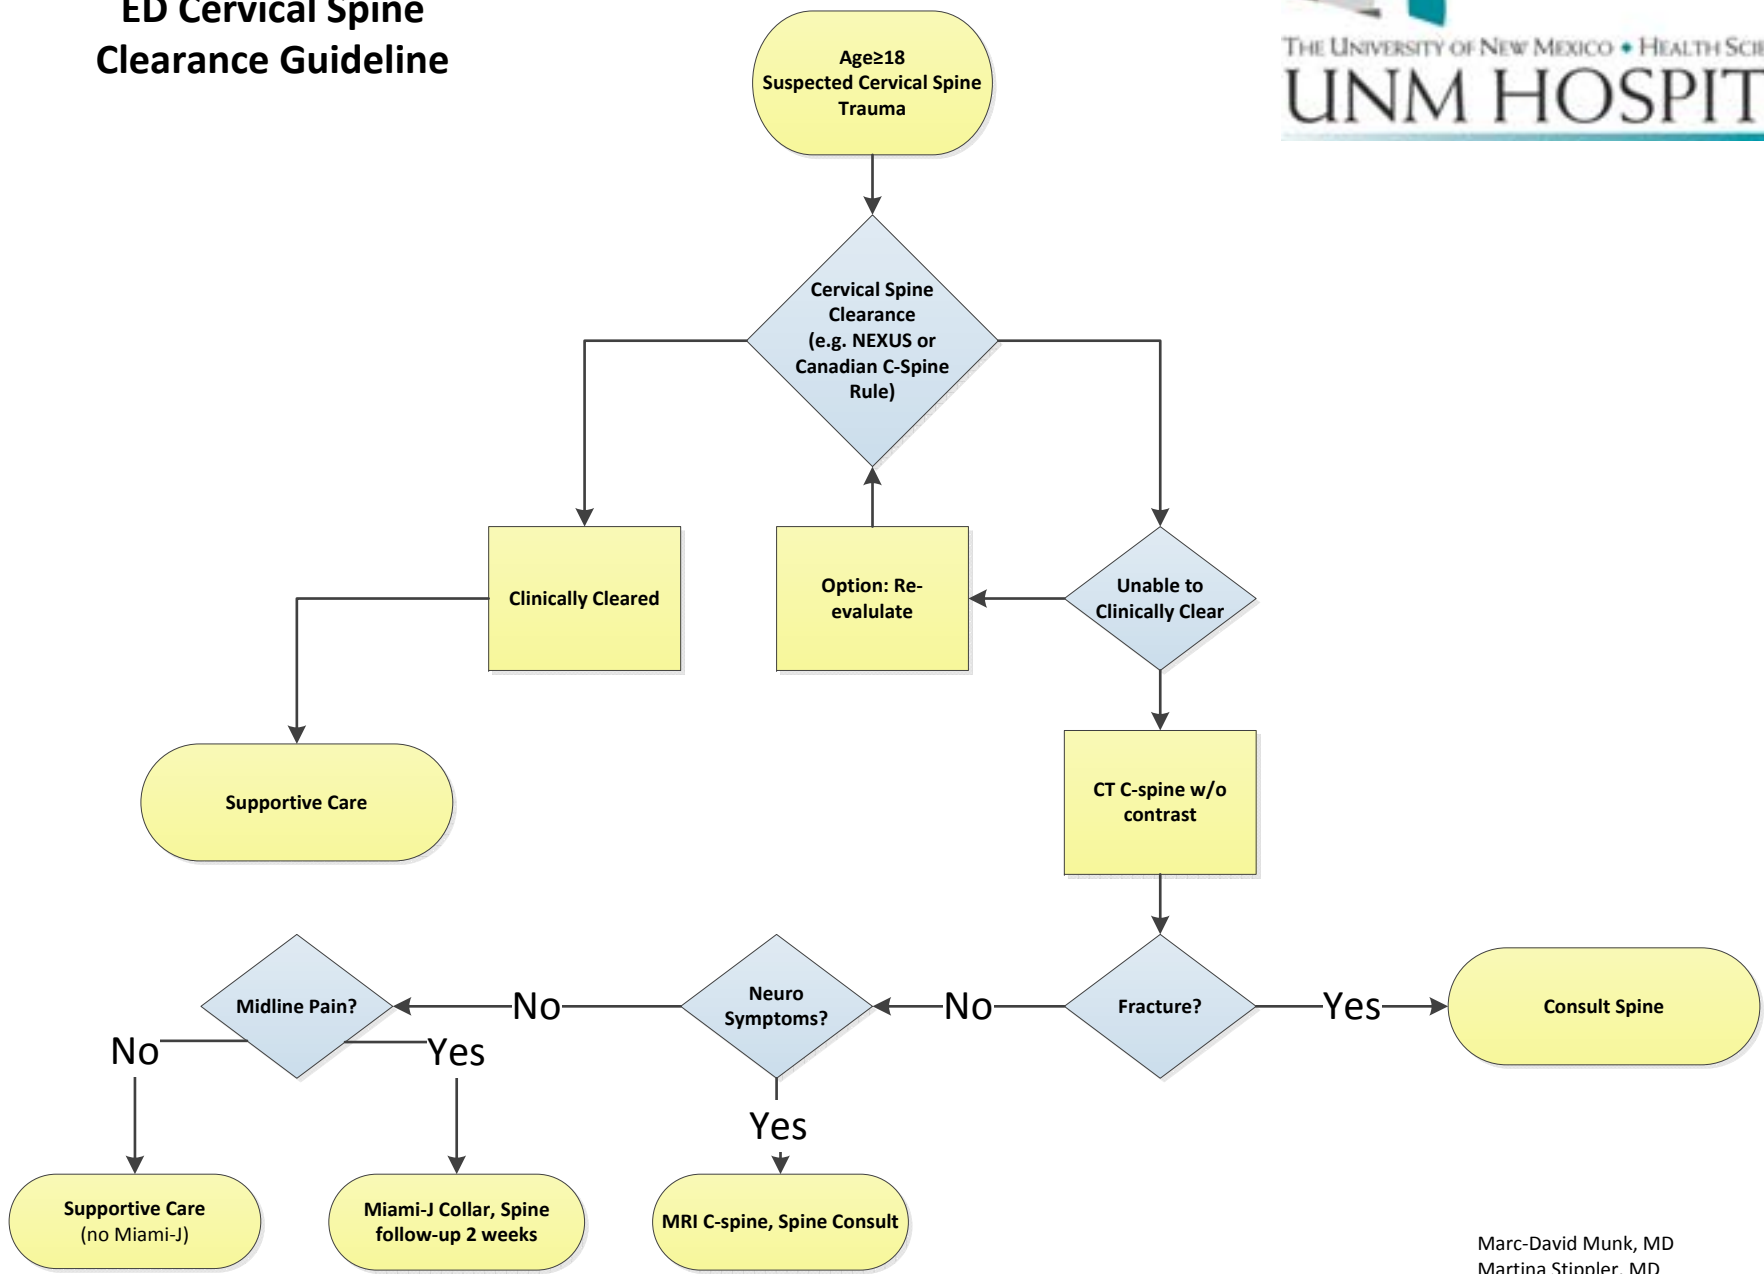 ED Cervical Spine
Clearance Guideline
THE UNIVERSITY OF NEW MEXICO • HEALTH SCIE
UNM HOSPIT
Age≥18
Suspected Cervical Spine
Trauma
Cervical Spine
Clearance
(e.g. NEXUS or
Canadian C-Spine
Rule)
Clinically Cleared
Option: Re-
evalulate
Unable to
Clinically Clear
Supportive Care
CT C-spine w/o
contrast
Midline Pain?
No
Neuro
Symptoms?
No
Fracture?
Yes
Consult Spine
No
Yes
Yes
Supportive Care
(no Miami-J)
Miami-J Collar, Spine
follow-up 2 weeks
MRI C-spine, Spine Consult
Marc-David Munk, MD
Martina Stippler, MD